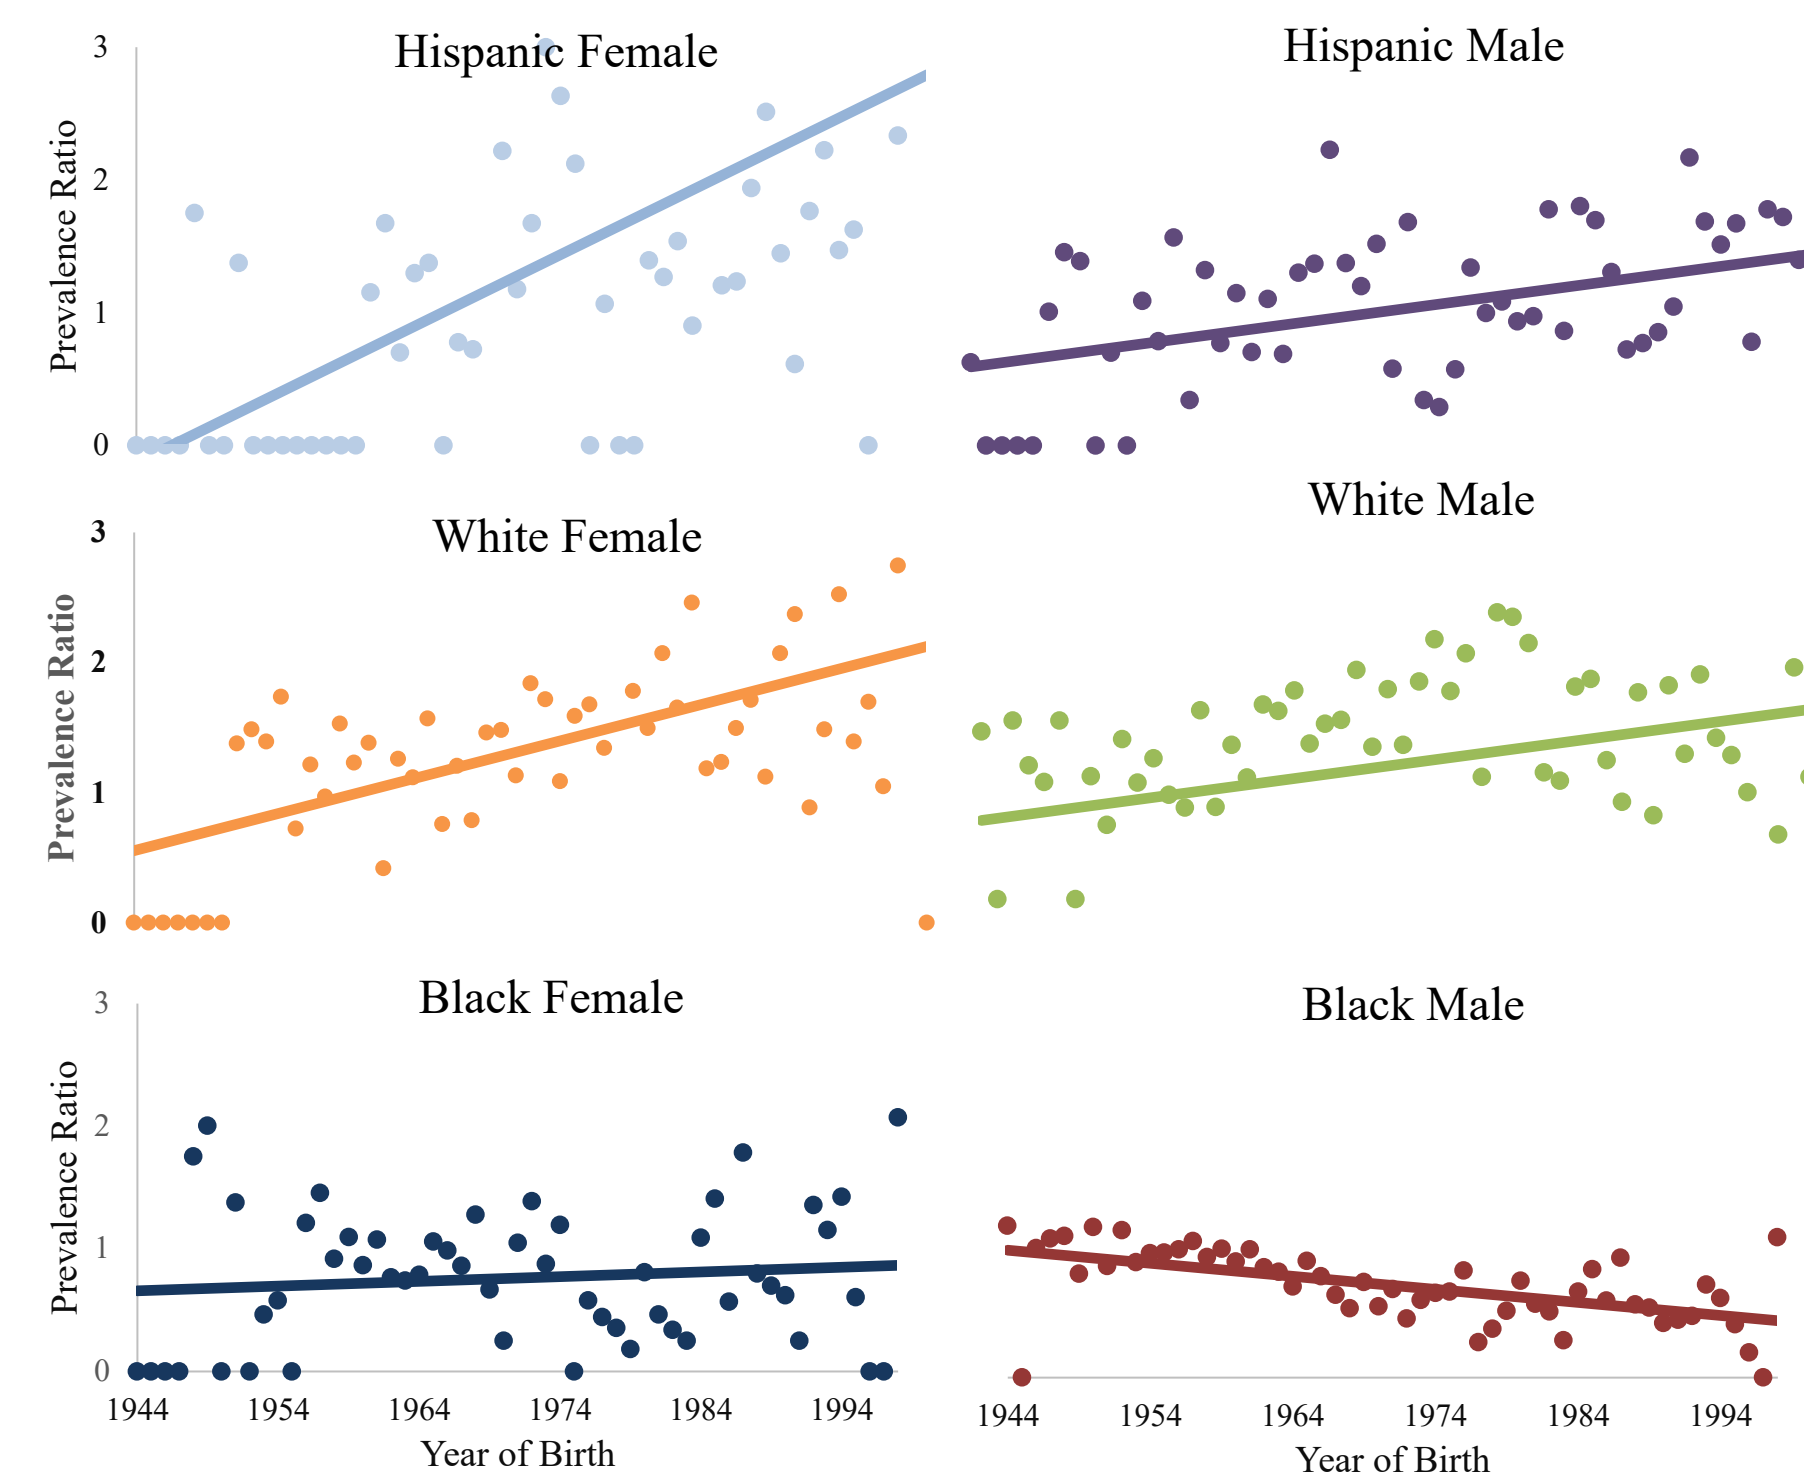 Hispanic Female
3
2
1
0
Prevalence Ratio
Hispanic Male
White Female
3
2
1
0
Prevalence Ratio
White Male
Black Female
3
2
1
0
Prevalence Ratio
1944 1954 1964 1974 1984 1994
Year of Birth
Black Male
1944 1954 1964 1974 1984 1994
Year of Birth